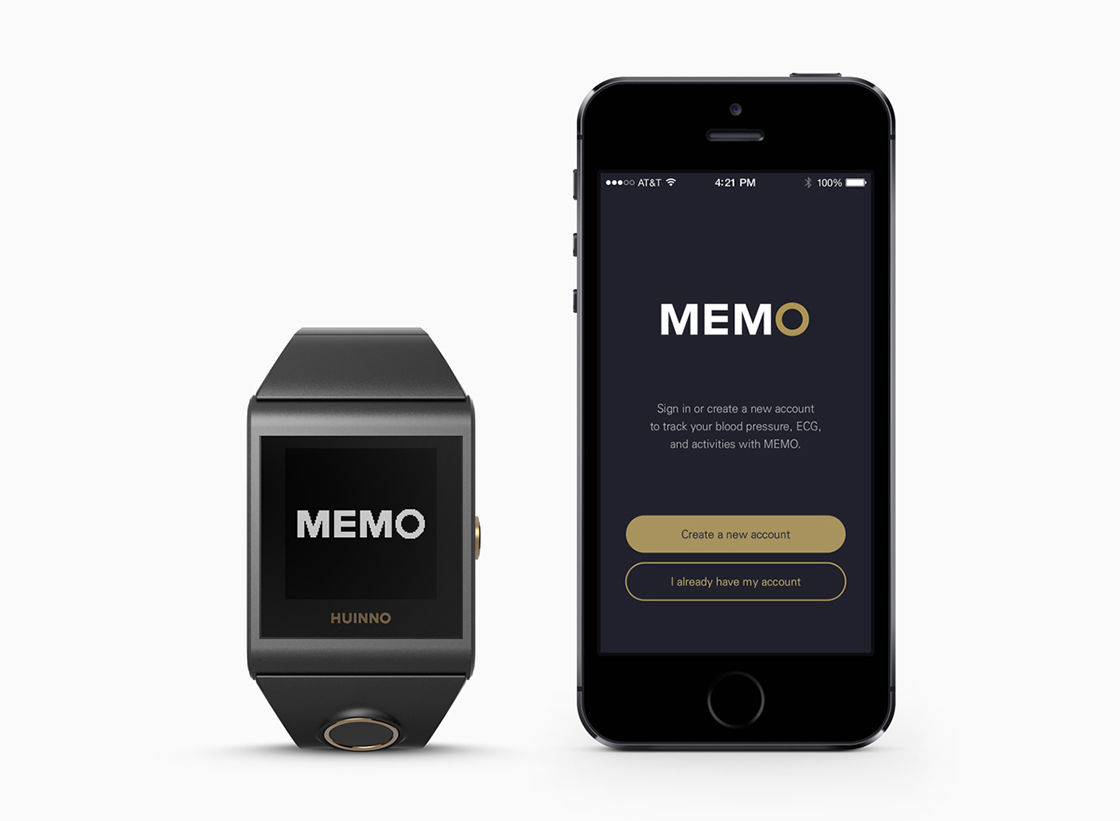 MEMO
HUINNO
AT&T 4:21 PM 100%
MEMO
Sign in or create a new account
to track your blood pressure, ECG,
and activities with MEMO.
Create a new account
I already have my account